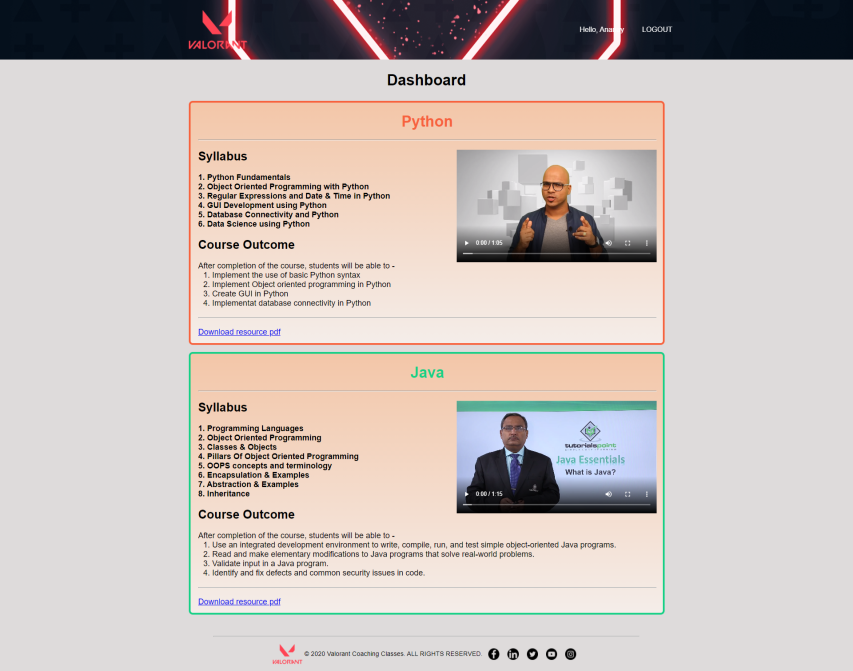 VALORANT
Hello,
LOGOUT
Dashboard
Python
Syllabus
1. Python Fundamentals
2. Object Oriented Programming with Python
3. Regular Expressions and Date & Time in Python
4. GUI Development using Python
5. Database Connectivity and Python
6. Data Science using Python
0:00 / 1:05
Course Outcome
After completion of the course, students will be able to -
1. Implement the use of basic Python syntax
2. Implement Object oriented programming in Python
3. Create GUI in Python
4. Implementat database connectivity in Python
Download resource pdf
Java
Syllabus
1. Programming Languages
2. Object Oriented Programming
3. Classes & Objects
4. Pillars Of Object Oriented Programming
5. OOPS concepts and terminology
6. Encapsulation & Examples
7. Abstraction & Examples
8. Inheritance
tutorialspoint
Java Essentials
What is Java?
0:00 / 1:15
Course Outcome
After completion of the course, students will be able to -
1. Use an integrated development environment to write, compile, run, and test simple object-oriented Java programs.
2. Read and make elementary modifications to Java programs that solve real-world problems.
3. Validate input in a Java program.
4. Identify and fix defects and common security issues in code.
Download resource pdf
VALORANT
© 2020 Valorant Coaching Classes. ALL RIGHTS RESERVED.